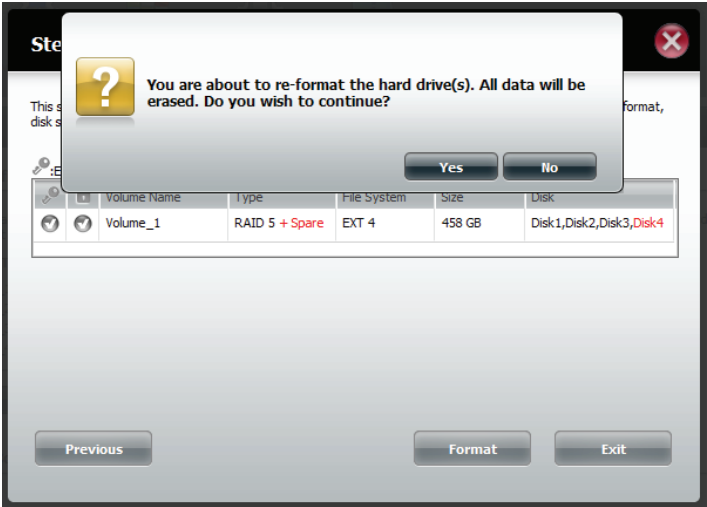 Ste
You are about to re-format the hard drive(s). All data will be
erased. Do you wish to continue?
This s
format,
disk s
:E
Yes No
Volume Name Type File System Size Disk
Volume_1 RAID 5 + Spare EXT 4 458 GB Disk1,Disk2,Disk3,Disk4
Previous Format Exit